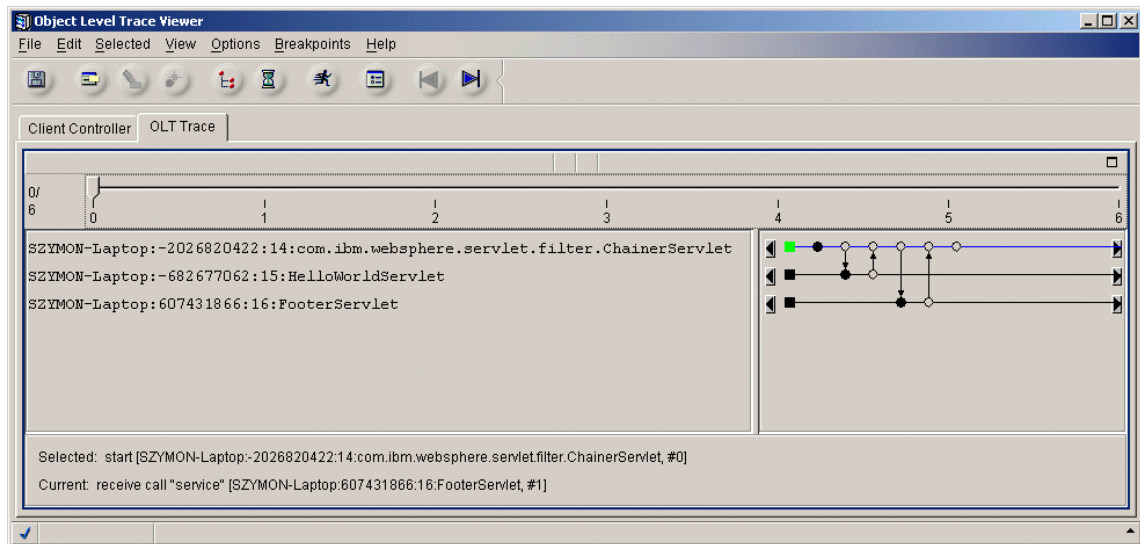 Object Level Trace Viewer
File Edit Selected View Options Breakpoints Help
Client Controller OLT Trace
0/
6
0 1 2 3 4 5 6
SZYMON-Laptop:-2026820422:14:com.ibm.websphere.servlet.filter.ChainerServlet
SZYMON-Laptop:-682677062:15:HelloWorldServlet
SZYMON-Laptop:607431866:16:FooterServlet
Selected: start [SZYMON-Laptop:-2026820422:14:com.ibm.websphere.servlet.filter.ChainerServlet, #0]
Current: receive call "service" [SZYMON-Laptop:607431866:16:FooterServlet, #1]